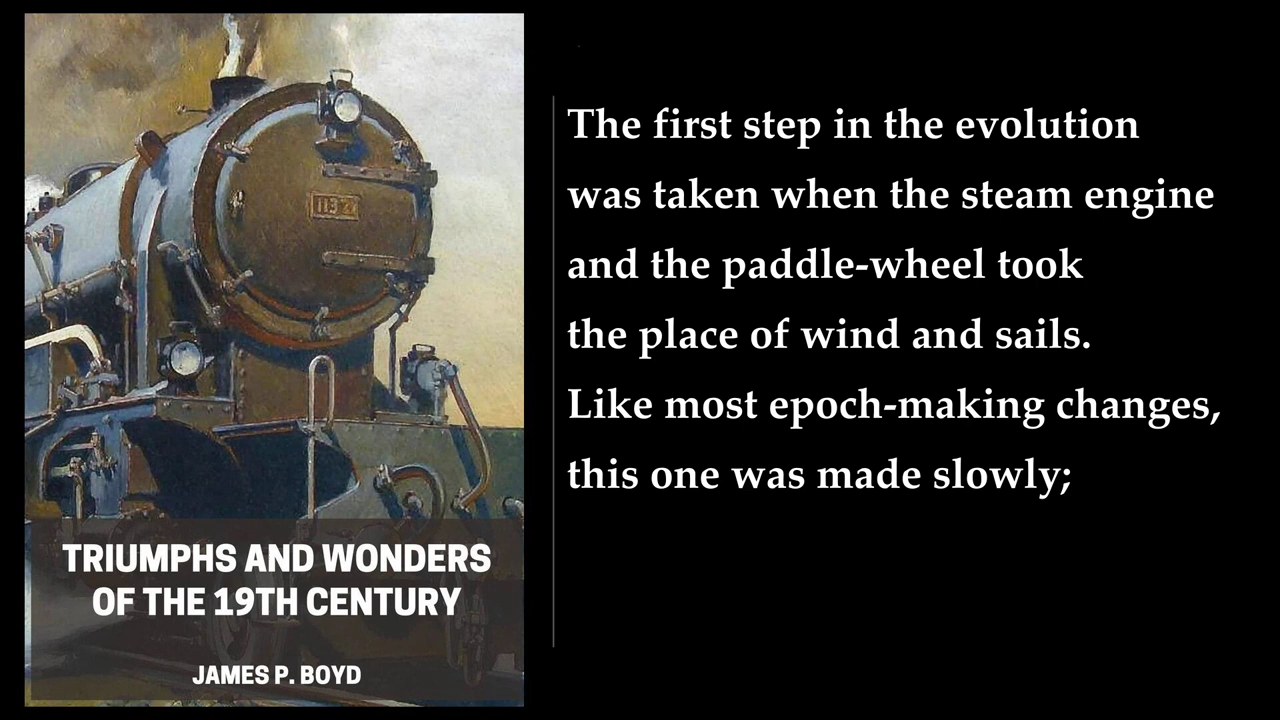 1132
TRIUMPHS AND WONDERS
OF THE 19TH CENTURY
JAMES P. BOYD
The first step in the evolution
was taken when the steam engine
and the paddle-wheel took
the place of wind and sails.
Like most epoch-making changes,
this one was made slowly;